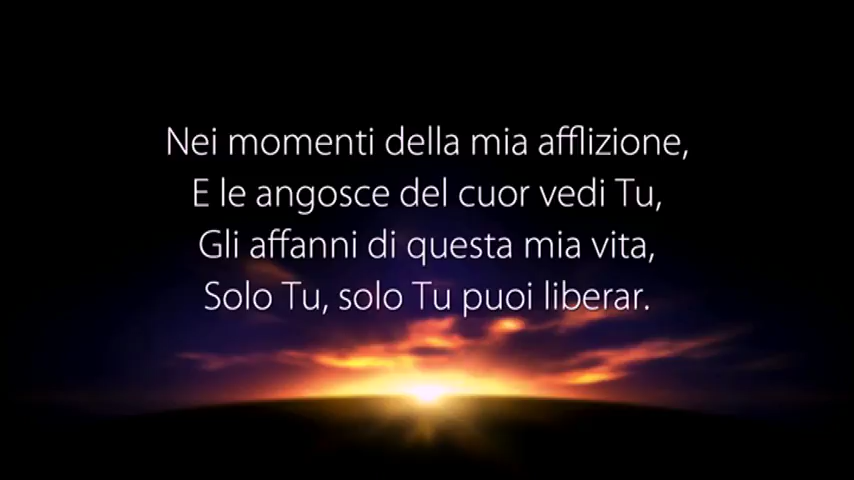 Nei momenti della mia afflizione,
E le angosce del cuor vedi Tu,
Gli affanni di questa mia vita,
Solo Tu, solo Tu puoi liberar.